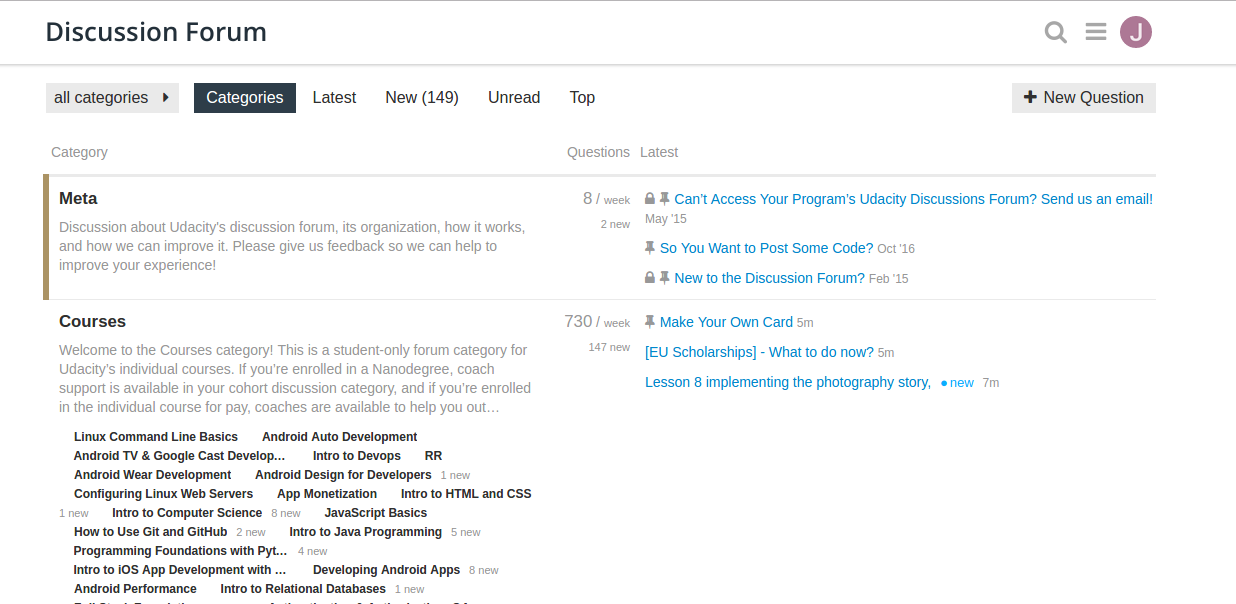 Discussion Forum
J
all categories
Categories
Latest
New (149)
Unread
Top
New Question
Category
Questions
Latest
Meta
Discussion about Udacity's discussion forum, its organization, how it works,
and how we can improve it. Please give us feedback so we can help to
improve your experience!
8 / week
2 new
Can't Access Your Program's Udacity Discussions Forum? Send us an email!
May '15
So You Want to Post Some Code? Oct '16
New to the Discussion Forum? Feb '15
Courses
Welcome to the Courses category! This is a student-only forum category for
Udacity's individual courses. If you're enrolled in a Nanodegree, coach
support is available in your cohort discussion category, and if you're enrolled
in the individual course for pay, coaches are available to help you out…
730 / week
147 new
Make Your Own Card 5m
[EU Scholarships] - What to do now? 5m
Lesson 8 implementing the photography story, • new 7m
Linux Command Line Basics Android Auto Development
Android TV & Google Cast Develop… Intro to Devops RR
Android Wear Development Android Design for Developers 1 new
Configuring Linux Web Servers App Monetization Intro to HTML and CSS
1 new Intro to Computer Science 8 new JavaScript Basics
How to Use Git and GitHub 2 new Intro to Java Programming 5 new
Programming Foundations with Pyt… 4 new
Intro to iOS App Development with … Developing Android Apps 8 new
Android Performance Intro to Relational Databases 1 new